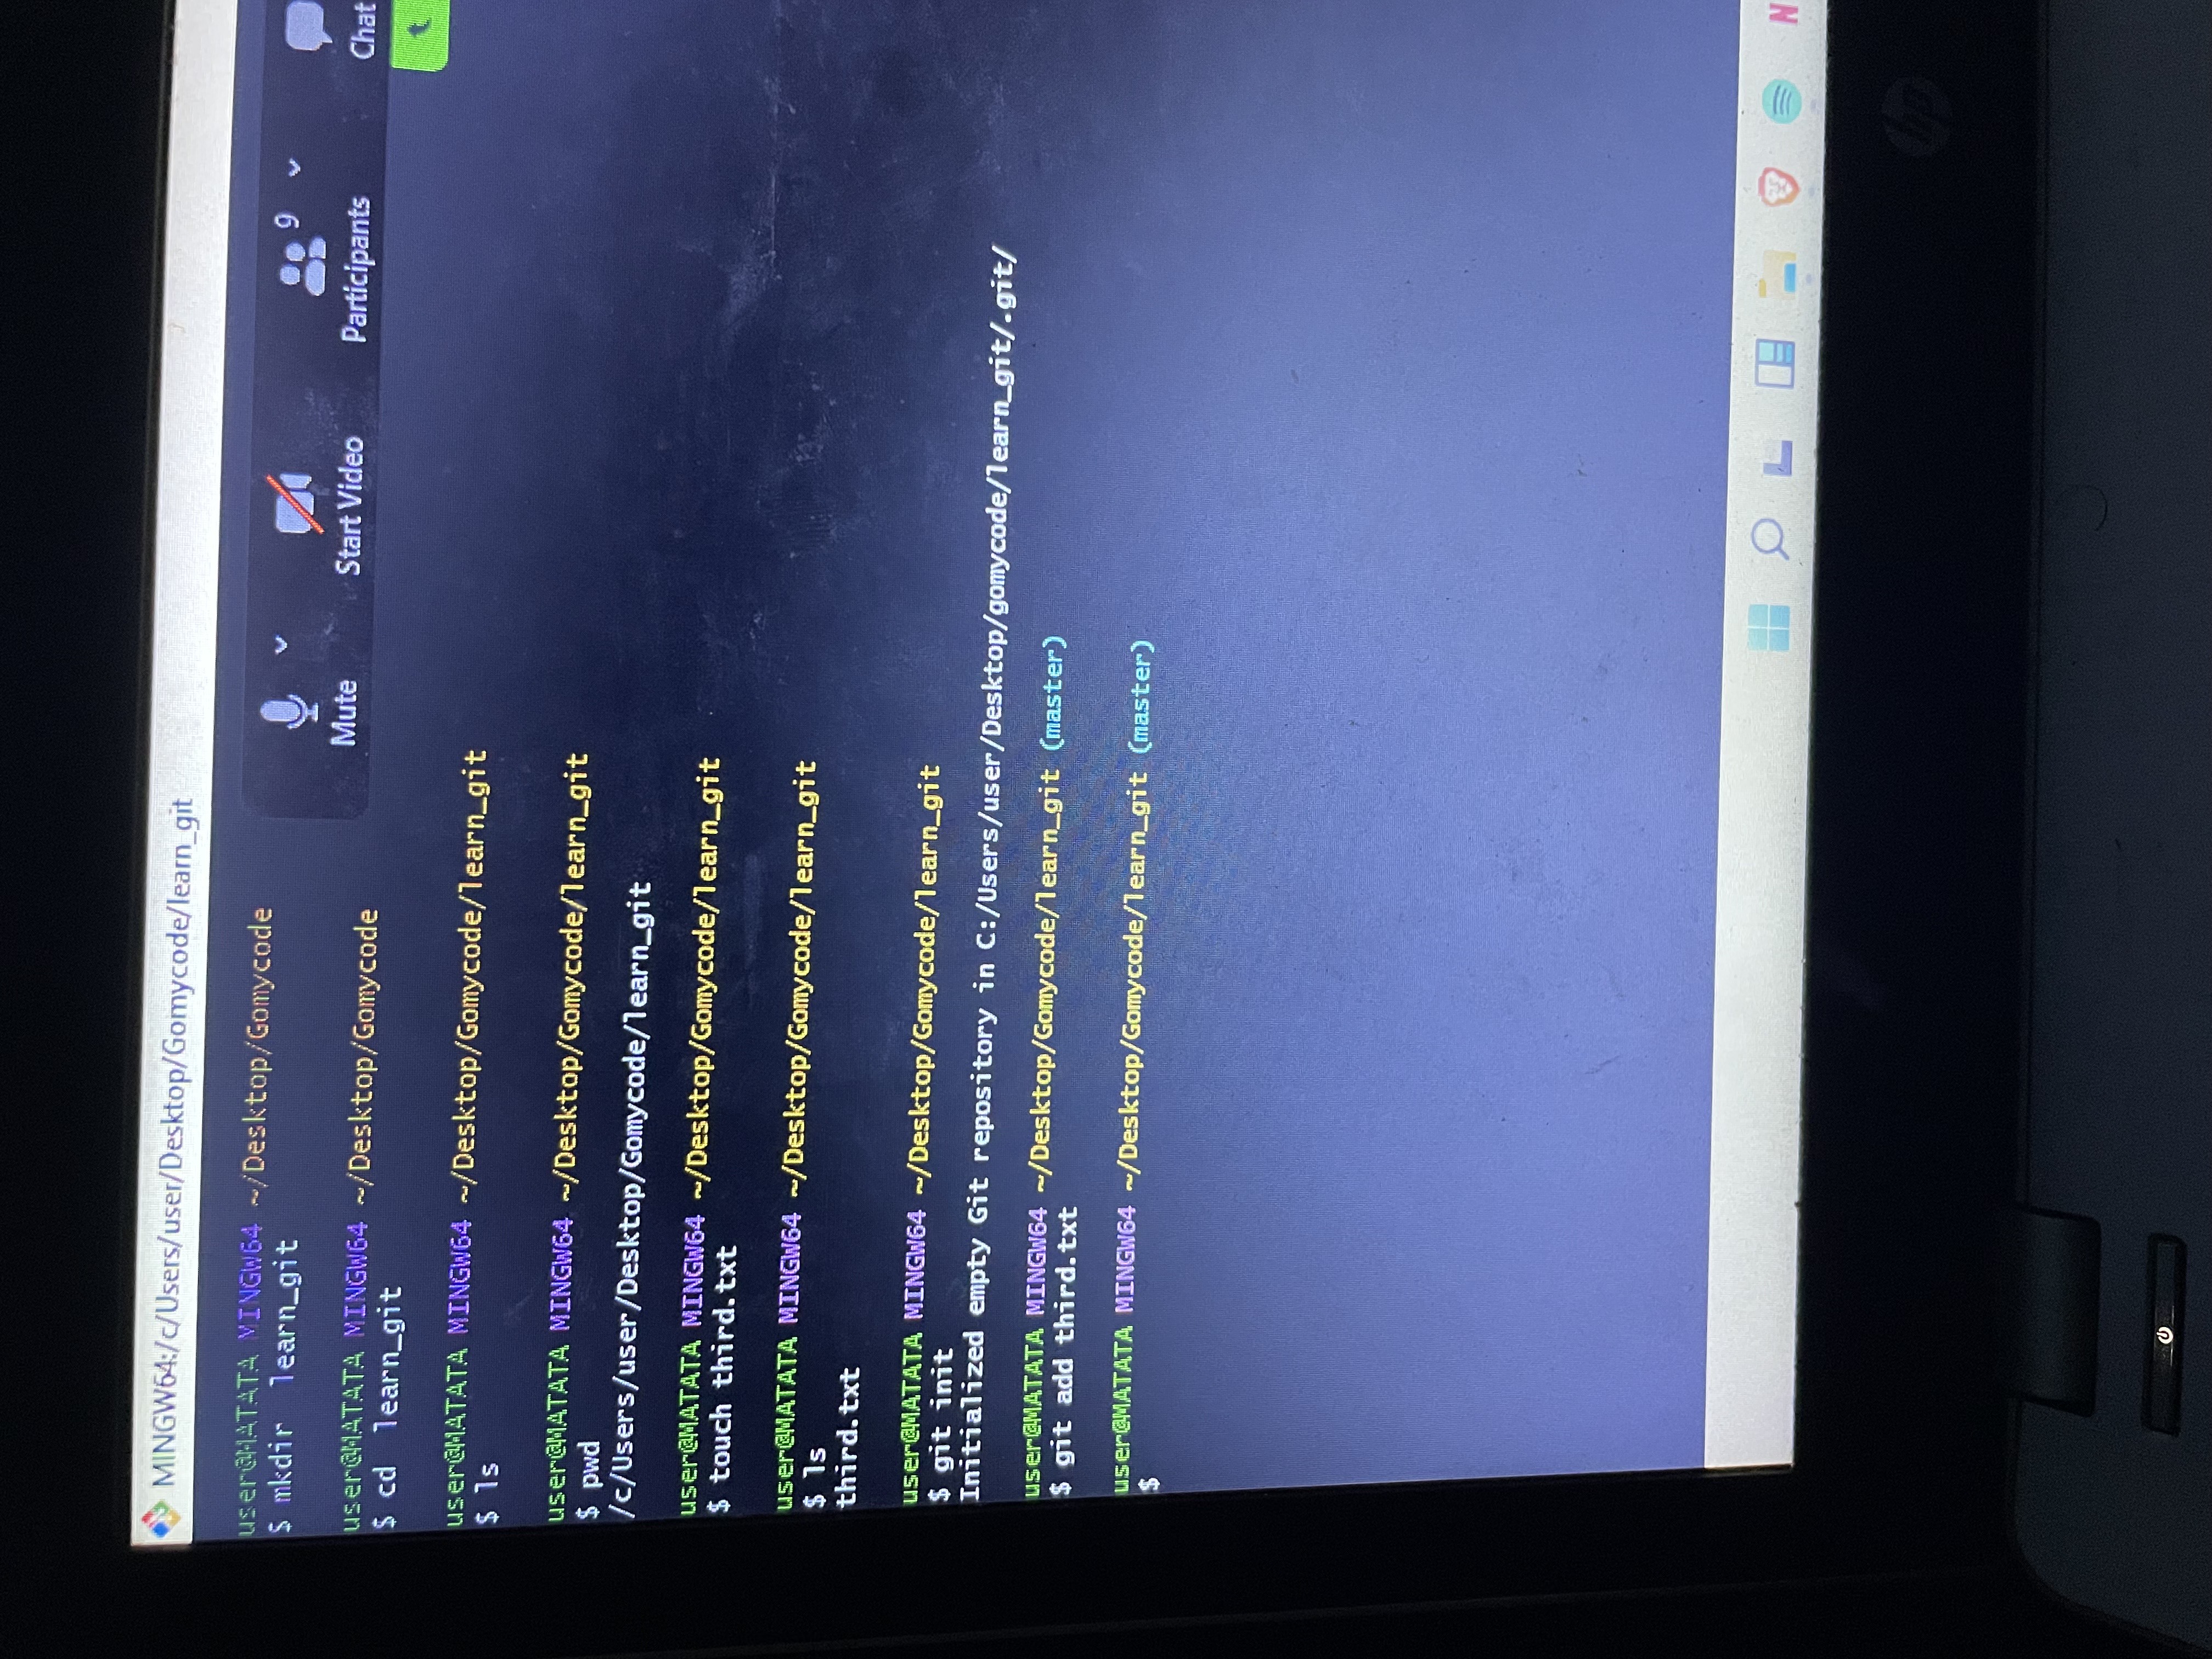 MINGW64:/c/Users/user/Desktop/Gomycode/learn_git
user@MATATA MINGW64 ~/Desktop/Gomycode
$ mkdir  learn_git
user@MATATA MINGW64 ~/Desktop/Gomycode
$ cd  learn_git
user@MATATA MINGW64 ~/Desktop/Gomycode/learn_git
$ ls
user@MATATA MINGW64 ~/Desktop/Gomycode/learn_git
$ pwd
/c/Users/user/Desktop/Gomycode/learn_git
user@MATATA MINGW64 ~/Desktop/Gomycode/learn_git
$ touch third.txt
user@MATATA MINGW64 ~/Desktop/Gomycode/learn_git
$ ls
third.txt
user@MATATA MINGW64 ~/Desktop/Gomycode/learn_git
$ git init
Initialized empty Git repository in C:/Users/user/Desktop/gomycode/learn_git/.git/
user@MATATA MINGW64 ~/Desktop/Gomycode/learn_git (master)
$ git add third.txt
user@MATATA MINGW64 ~/Desktop/Gomycode/learn_git (master)
$
Mute
Start Video
9
Participants
Chat
t
N
hp